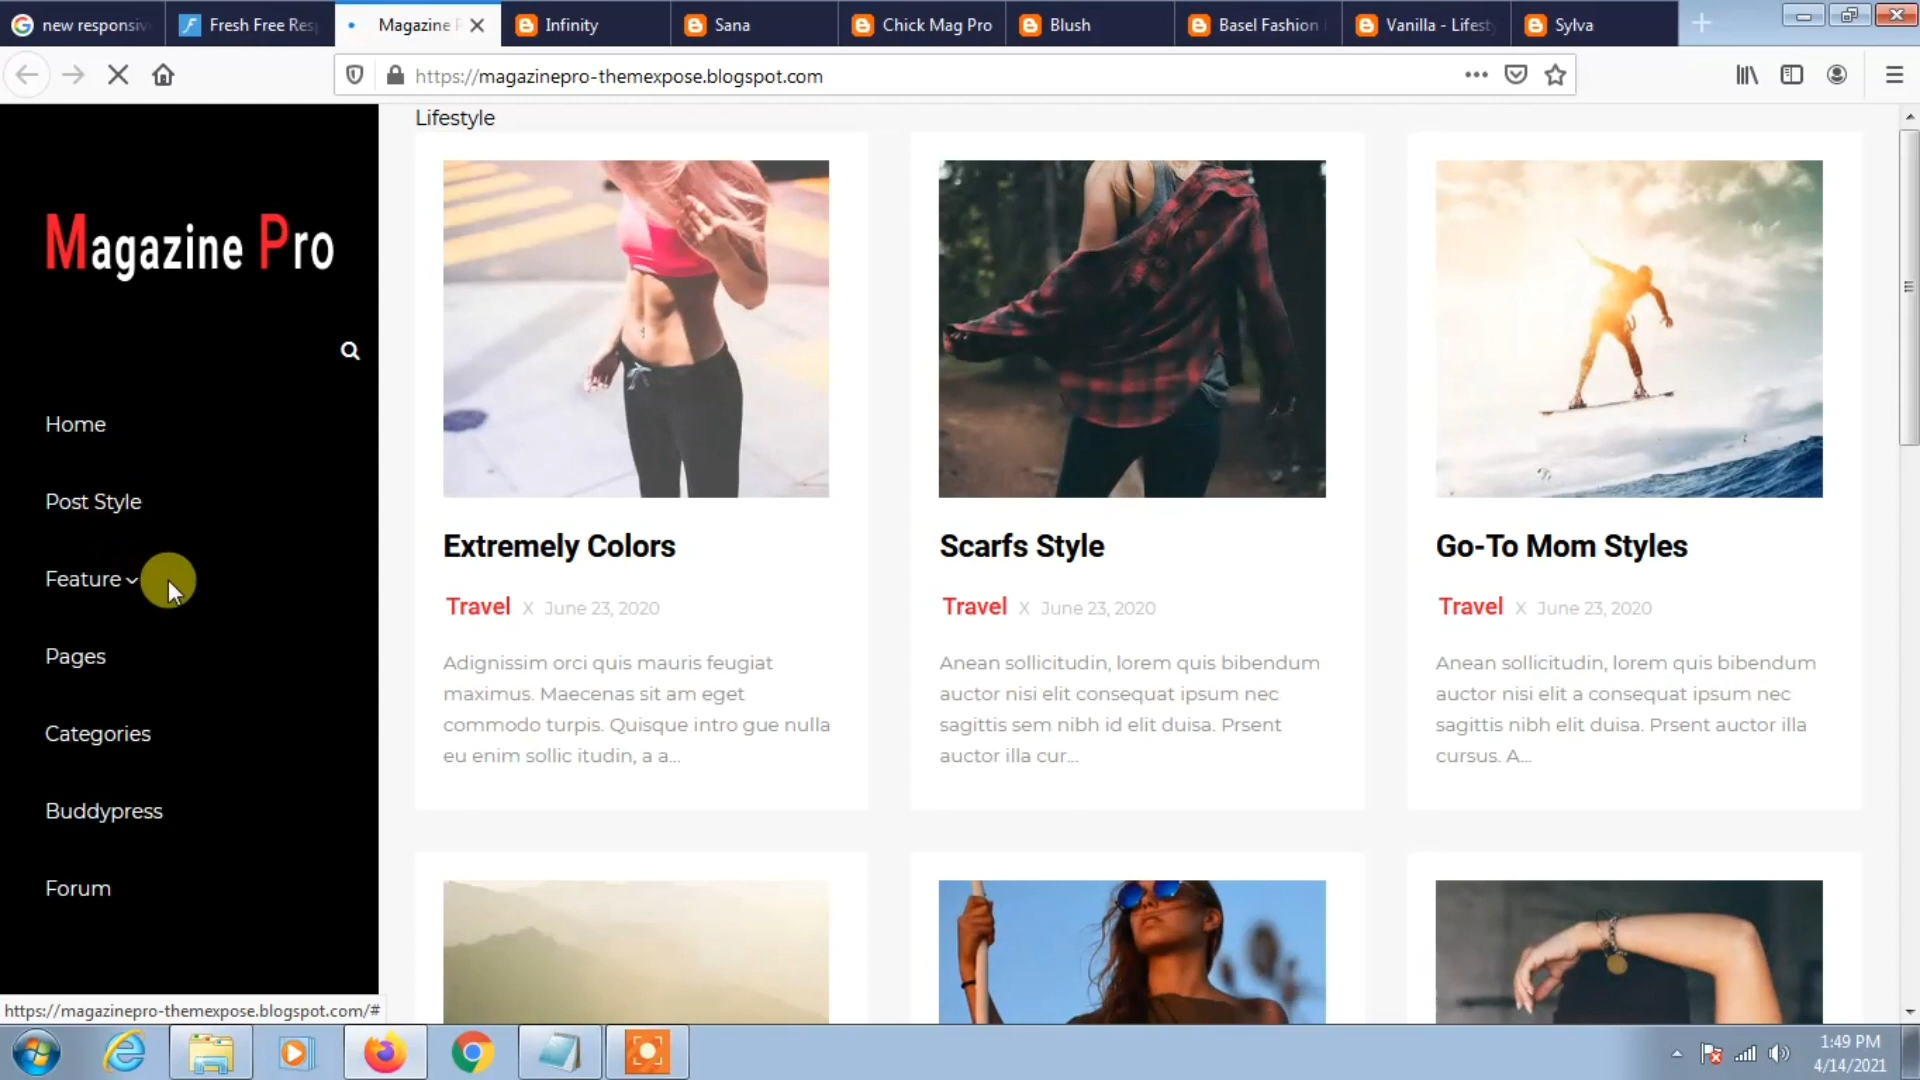 new responsiv
Fresh Free Resp
Magazine P
Infinity
Sana
Chick Mag Pro
Blush
Basel Fashion
Vanilla - Lifesty
Sylva
https://magazinepro-themexpose.blogspot.com
Magazine Pro
Home
Post Style
Feature
Pages
Categories
Buddypress
Forum
Lifestyle
Extremely Colors
Travel X June 23, 2020
Adignissim orci quis mauris feugiat
maximus. Maecenas sit am eget
commodo turpis. Quisque intro gue nulla
eu enim sollic itudin, a a...
Scarfs Style
Travel X June 23, 2020
Anean sollicitudin, lorem quis bibendum
auctor nisi elit consequat ipsum nec
sagittis sem nibh id elit duisa. Prsent
auctor illa cur...
Go-To Mom Styles
Travel X June 23, 2020
Anean sollicitudin, lorem quis bibendum
auctor nisi elit a consequat ipsum nec
sagittis nibh elit duisa. Prsent auctor illa
cursus. A...
https://magazinepro-themexpose.blogspot.com/#
1:49 PM
4/14/2021